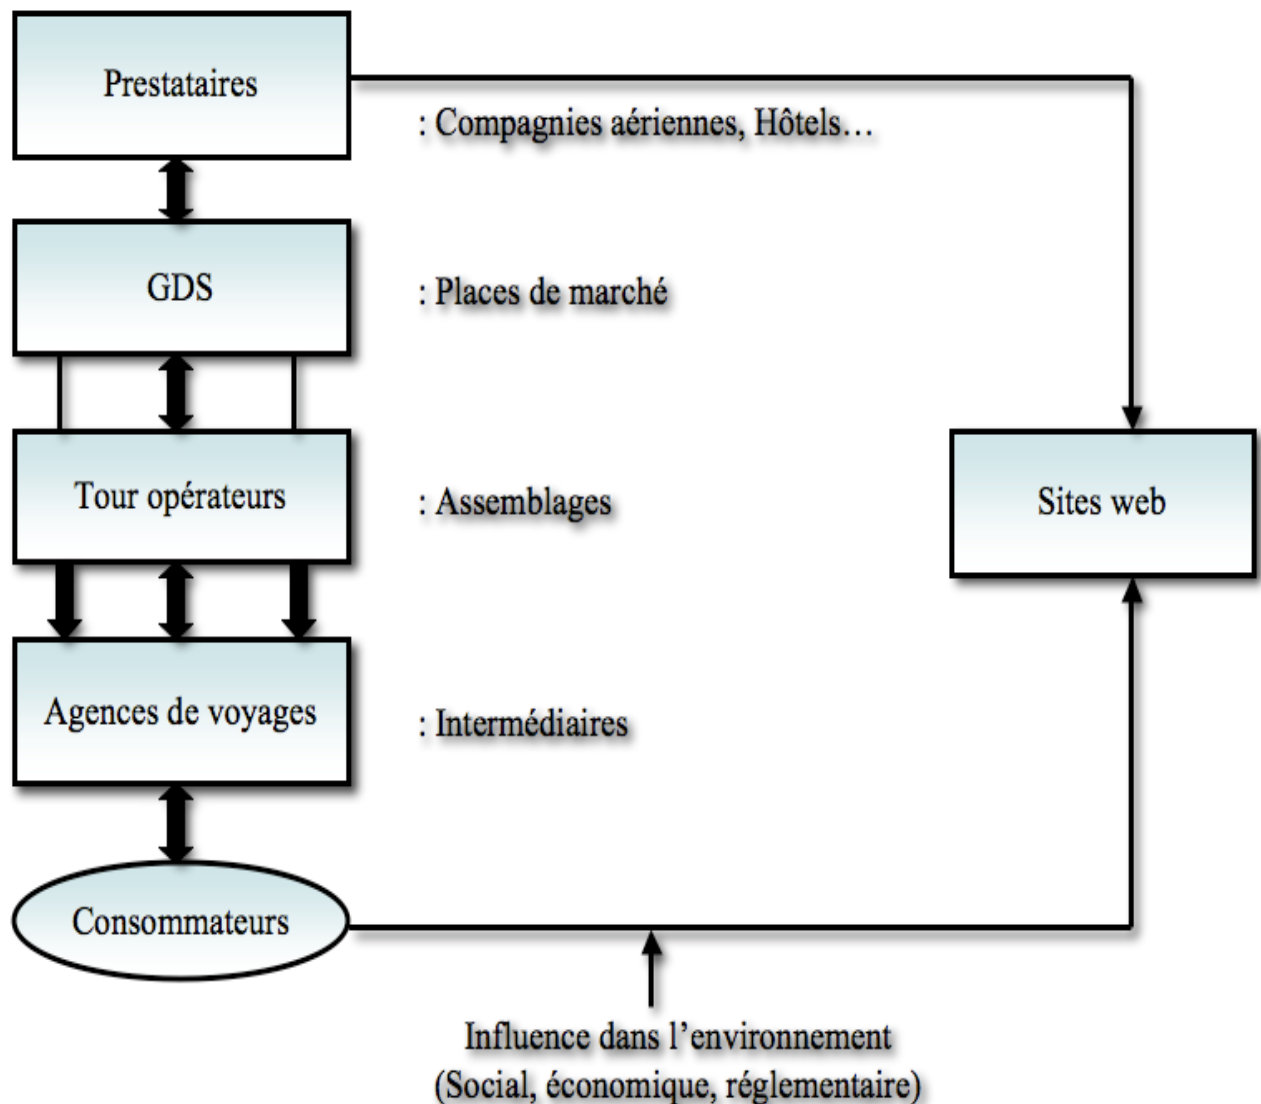 Prestataires
: Compagnies aériennes, Hôtels…
GDS
: Places de marché
Tour opérateurs
: Assemblages
Sites web
Agences de voyages
: Intermédiaires
Consommateurs
Influence dans l’environnement
(Social, économique, réglementaire)